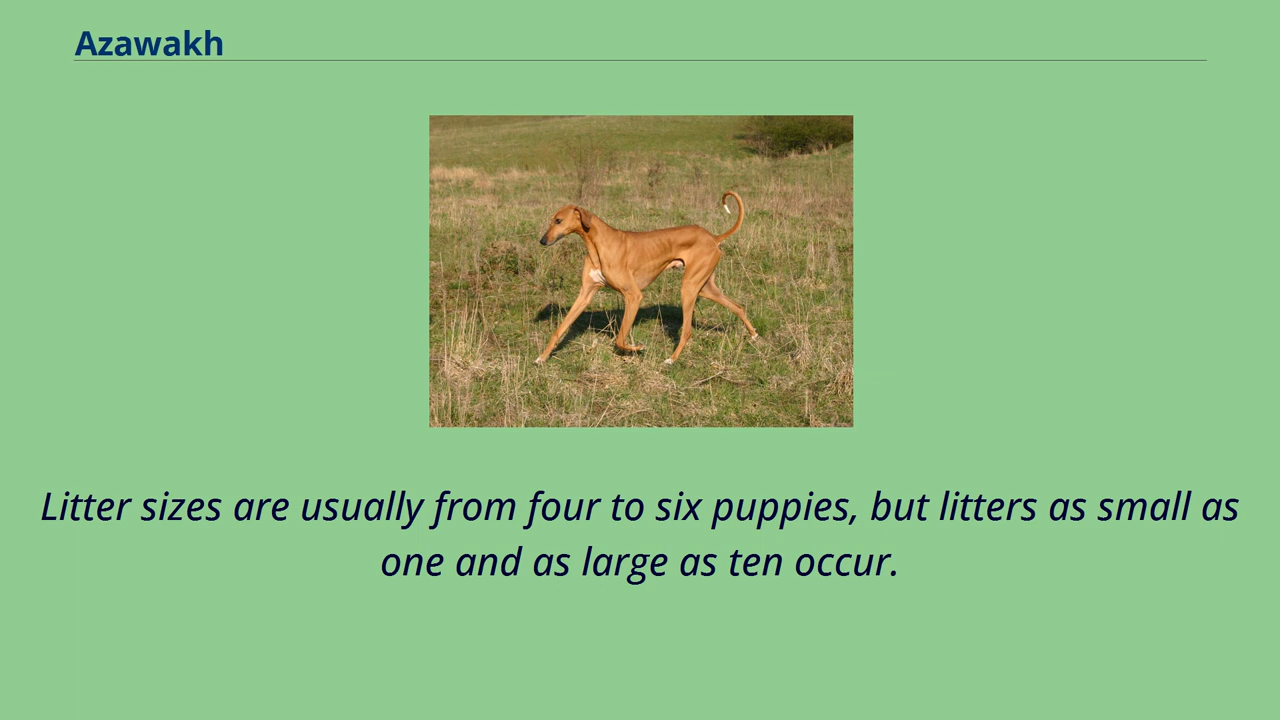 Azawakh
Litter sizes are usually from four to six puppies, but litters as small as
one and as large as ten occur.